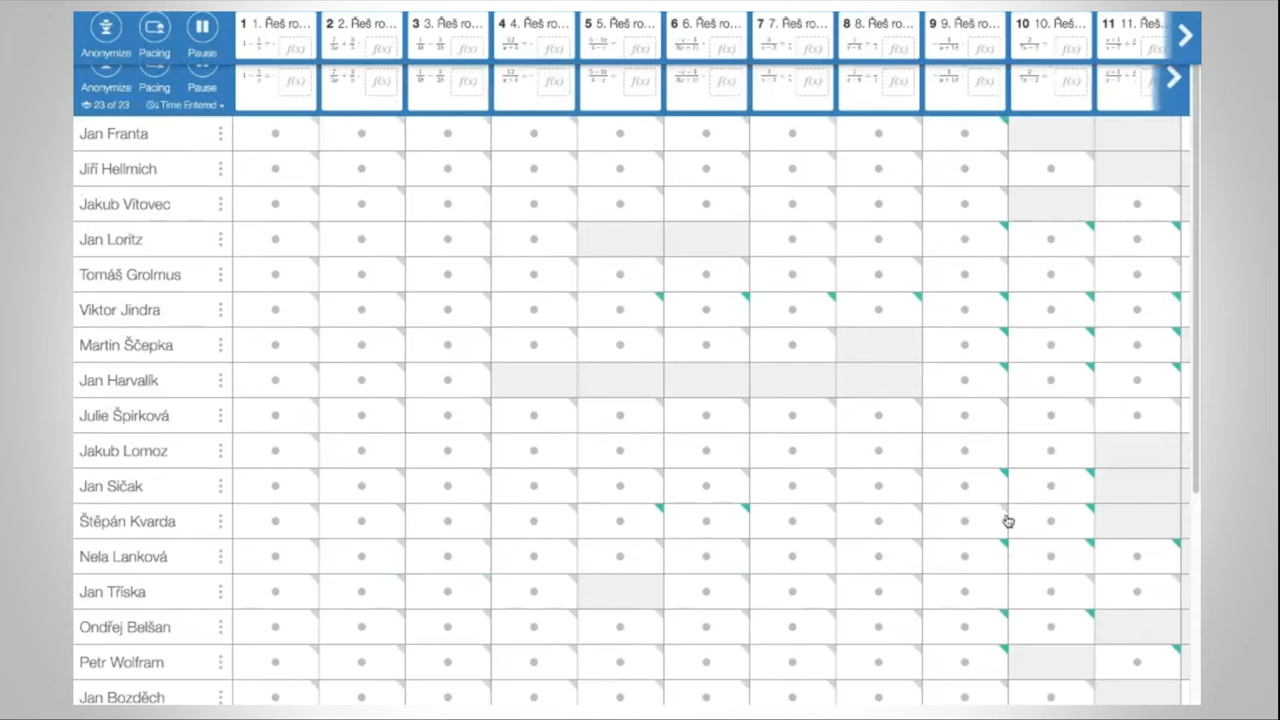 1 1. Řeš ro... 2 2. Řeš ro... 3 3. Řeš ro... 4 4. Řeš ro... 5 5. Řeš ro... 6 6. Řeš ro... 7 7. Řeš ro... 8 8. Řeš ro... 9 9. Řeš ro... 10 10. Řeš... 11 11. Řeš...
Anonymize Pacing Pause f(x) f(x) f(x) f(x) f(x) f(x) f(x) f(x) f(x) f(x)
Anonymize Pacing Pause f(x) f(x) f(x) f(x) f(x) f(x) f(x) f(x) f(x) f(x)
23 of 23 Time Entered
Jan Franta
Jiří Hellmich
Jakub Vítovec
Jan Loritz
Tomáš Grolmus
Viktor Jindra
Martin Ščepka
Jan Harvalík
Julie Špirková
Jakub Lomoz
Jan Sičak
Štěpán Kvarda
Nela Lanková
Jan Tříska
Ondřej Belšan
Petr Wolfram
Jan Bozděch